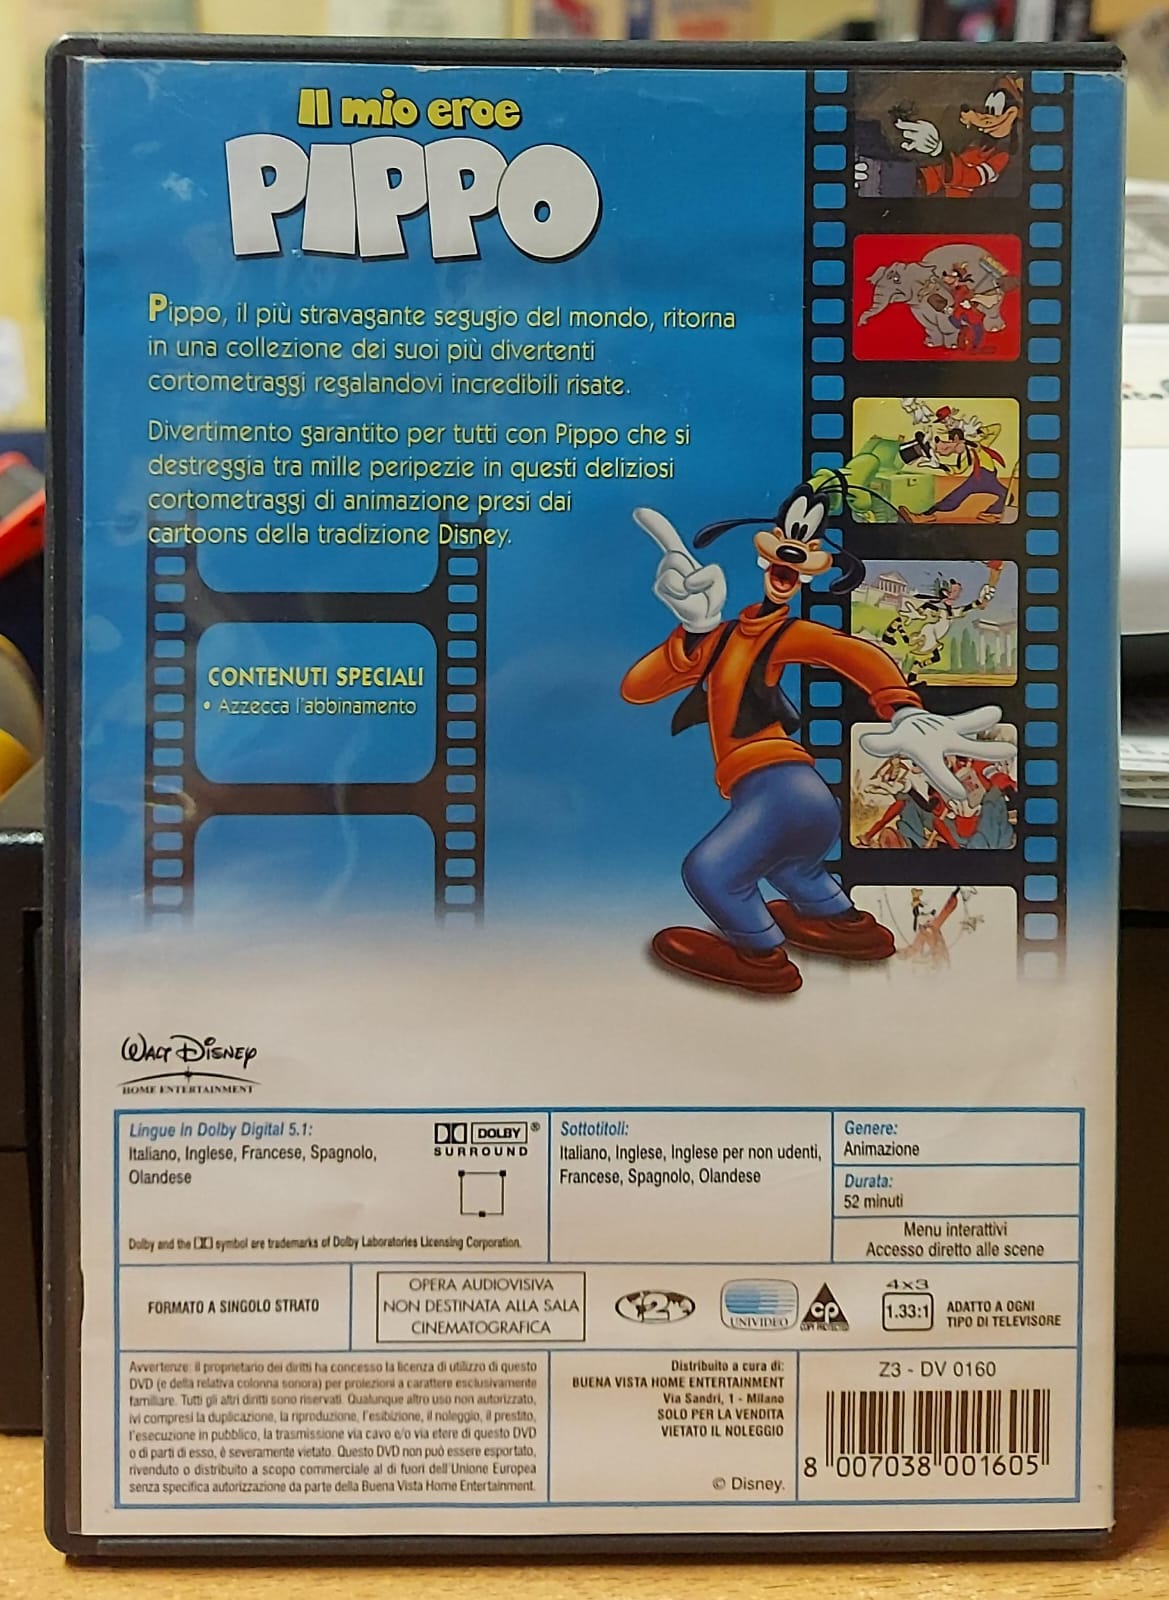 Il mio eroe
PIPPO
Pippo, il più stravagante segugio del mondo, ritorna
in una collezione dei suoi più divertenti
cortometraggi regalandovi incredibili risate.
Divertimento garantito per tutti con Pippo che si
destreggia tra mille peripezie in questi deliziosi
cortometraggi di animazione presi dai
cartoons della tradizione Disney.
CONTENUTI SPECIALI
• Azzecca l'abbinamento
WALT DISNEY
HOME ENTERTAINMENT
Lingue in Dolby Digital 5.1:
Italiano, Inglese, Francese, Spagnolo,
Olandese
DOLBY ®
SURROUND
Dolby and the symbol are trademarks of Dolby Laboratories Licensing Corporation.
Sottotitoli:
Italiano, Inglese, Inglese per non udenti,
Francese, Spagnolo, Olandese
Genere:
Animazione
Durata:
52 minuti
Menu interattivi
Accesso diretto alle scene
FORMATO A SINGOLO STRATO
OPERA AUDIOVISIVA
NON DESTINATA ALLA SALA
CINEMATOGRAFICA
2
UNIVIDEO
CP
COPY PROTECTED
4x3
1.33:1
ADATTO A OGNI
TIPO DI TELEVISORE
Avvertenze: il proprietario dei diritti ha concesso la licenza di utilizzo di questo
DVD (e della relativa colonna sonora) per proiezioni a carattere esclusivamente
familiare. Tutti gli altri diritti sono riservati. Qualunque altro uso non autorizzato,
ivi compresi la duplicazione, la riproduzione, l'esibizione, il noleggio, il prestito,
l'esecuzione in pubblico, la trasmissione via cavo e/o via etere di questo DVD
o di parti di esso, è severamente vietato. Questo DVD non può essere esportato,
rivenduto o distribuito a scopo commerciale al di fuori dell'Unione Europea
senza specifica autorizzazione da parte della Buena Vista Home Entertainment.
Distribuito a cura di:
BUENA VISTA HOME ENTERTAINMENT
Via Sandri, 1 - Milano
SOLO PER LA VENDITA
VIETATO IL NOLEGGIO
© Disney.
Z3 - DV 0160
8 007038 001605